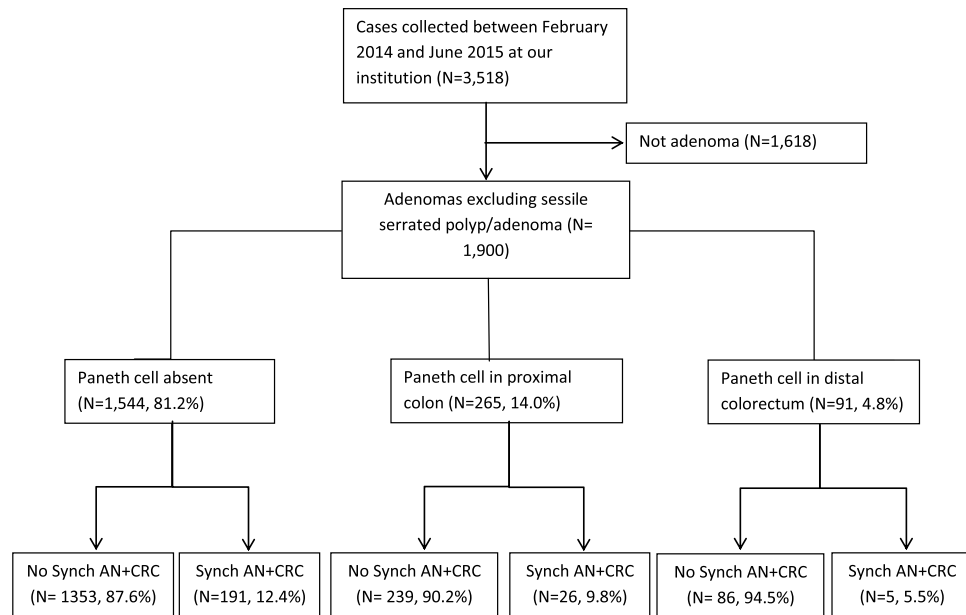 Cases collected between February
2014 and June 2015 at our
institution (N=3,518)
Not adenoma (N=1,618)
Adenomas excluding sessile
serrated polyp/adenoma (N=
1,900)
Paneth cell absent
(N=1,544, 81.2%)
Paneth cell in proximal
colon (N=265, 14.0%)
Paneth cell in distal
colorectum (N=91, 4.8%)
No Synch AN+CRC
(N= 1353, 87.6%)
Synch AN+CRC
(N=191, 12.4%)
No Synch AN+CRC
(N= 239, 90.2%)
Synch AN+CRC
(N=26, 9.8%)
No Synch AN+CRC
(N= 86, 94.5%)
Synch AN+CRC
(N=5, 5.5%)